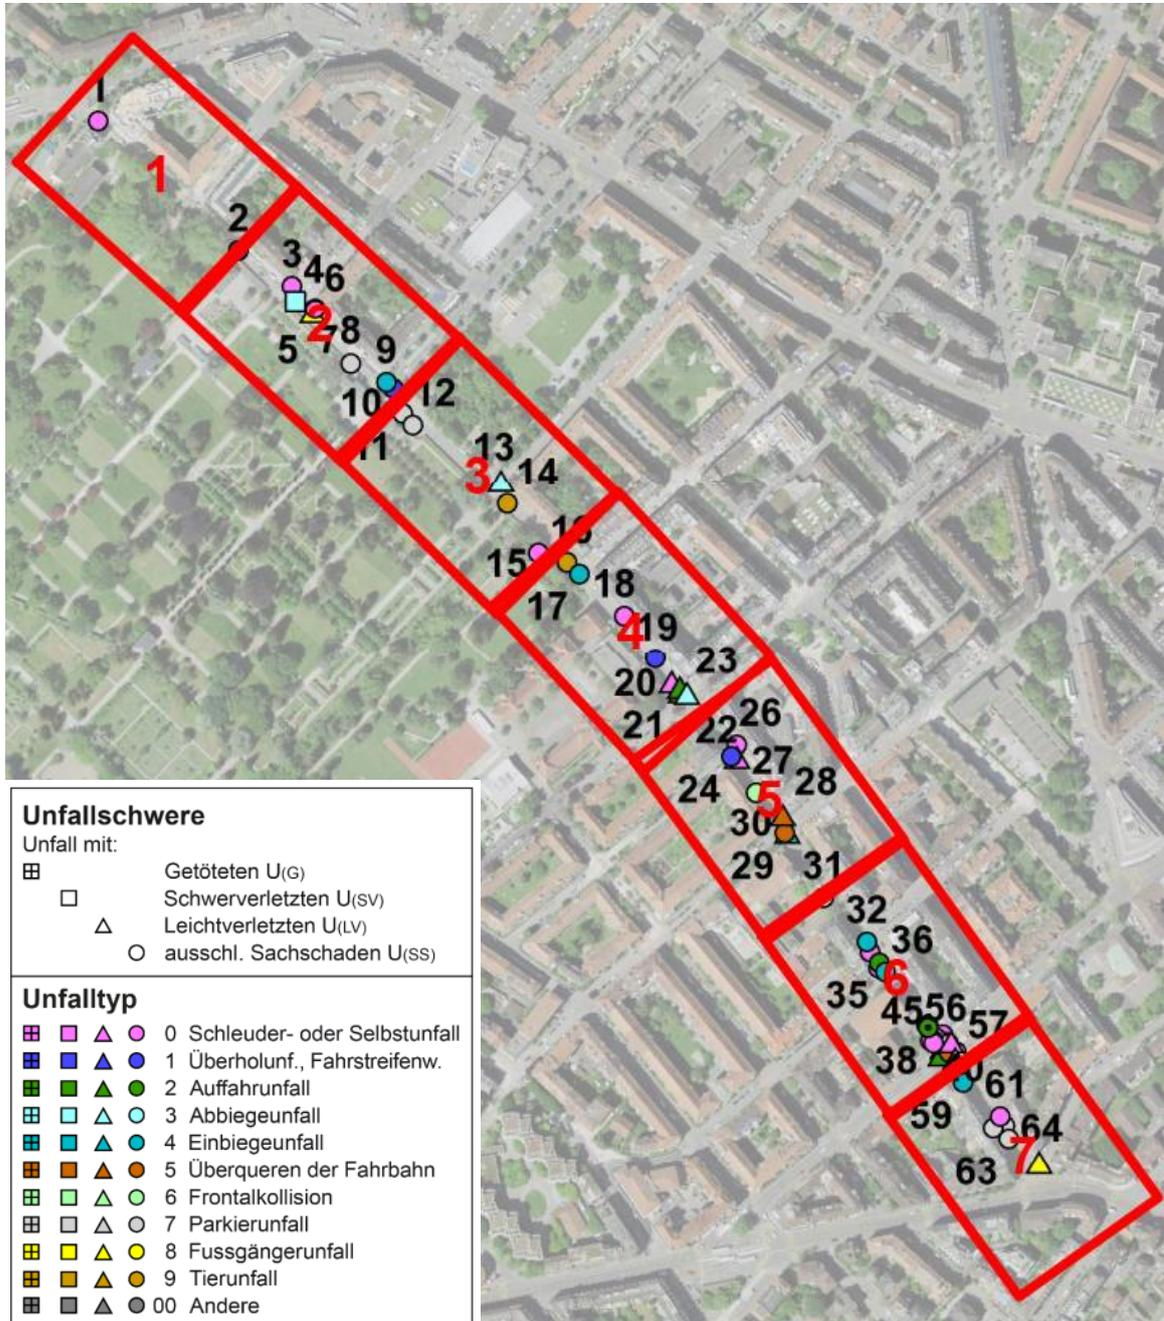 1
1
2
3
4
6
2
5
7
8
9
10
12
11
13
3
14
16
15
17
18
4
19
23
20
21
22
26
27
24
28
5
30
29
31
32
36
6
35
45
56
57
38
61
59
64
7
63
Unfallschwere
Unfall mit:
Getöteten U(G)
Schwerverletzten U(SV)
Leichtverletzten U(LV)
ausschl. Sachschaden U(SS)
Unfalltyp
0 Schleuder- oder Selbstunfall
1 Überholunf., Fahrstreifenw.
2 Auffahrunfall
3 Abbiegeunfall
4 Einbiegeunfall
5 Überqueren der Fahrbahn
6 Frontalkollision
7 Parkierunfall
8 Fussgängerunfall
9 Tierunfall
00 Andere